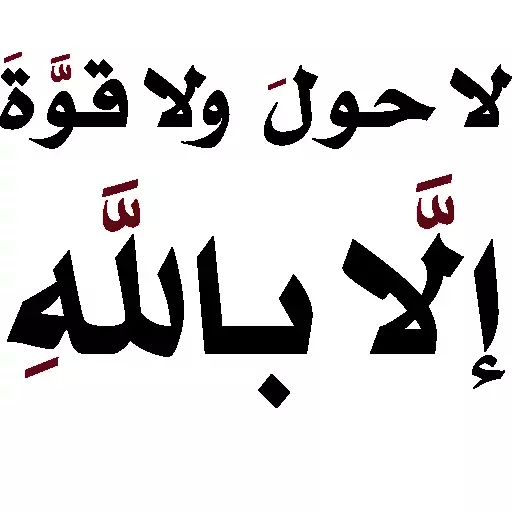 لا حولَ ولا قوَّةَ
إلَّا باللَّهِ